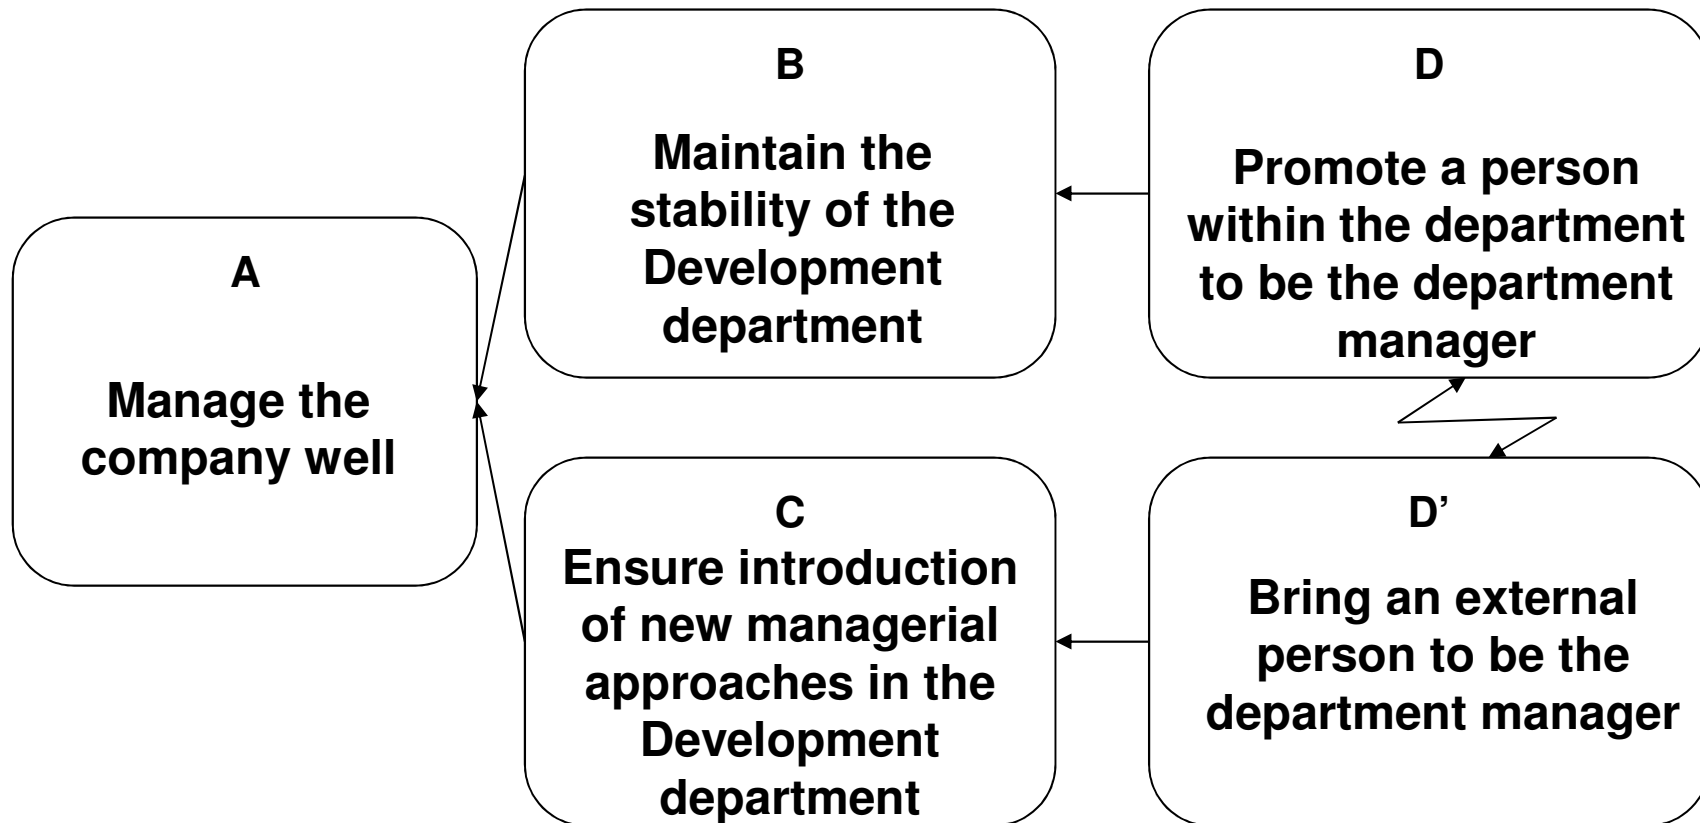 A
Manage the
company well
B
Maintain the
stability of the
Development
department
C
Ensure introduction
of new managerial
approaches in the
Development
department
D
Promote a person
within the department
to be the department
manager
D’
Bring an external
person to be the
department manager